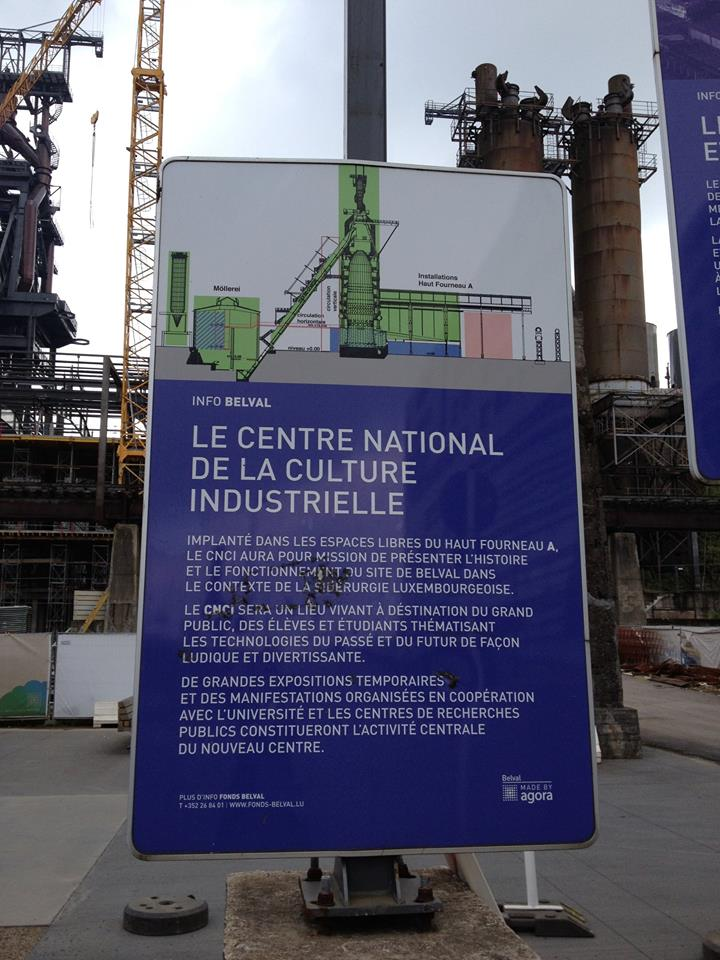 Möllerei
Installations
Haut Fourneau A
circulation
verticale
circulation
horizontale
niveau +0.00
INFO BELVAL
LE CENTRE NATIONAL
DE LA CULTURE
INDUSTRIELLE
IMPLANTÉ DANS LES ESPACES LIBRES DU HAUT FOURNEAU A,
LE CNCI AURA POUR MISSION DE PRÉSENTER L'HISTOIRE
ET LE FONCTIONNEMENT DU SITE DE BELVAL DANS
LE CONTEXTE DE LA SIDÉRURGIE LUXEMBOURGEOISE.
LE CNCI SERA UN LIEU VIVANT À DÉSTINATION DU GRAND
PUBLIC, DES ÉLÈVES ET ÉTUDIANTS THÉMATISANT
LES TECHNOLOGIES DU PASSÉ ET DU FUTUR DE FAÇON
LUDIQUE ET DIVERTISSANTE.
DE GRANDES EXPOSITIONS TEMPORAIRES
ET DES MANIFESTATIONS ORGANISÉES EN COOPÉRATION
AVEC L'UNIVERSITÉ ET LES CENTRES DE RECHERCHES
PUBLICS CONSTITUERONT L'ACTIVITÉ CENTRALE
DU NOUVEAU CENTRE.
PLUS D'INFO FONDS BELVAL
T +352 26 84 01 | WWW.FONDS-BELVAL.LU
Belval
MADE BY
agora
INFO